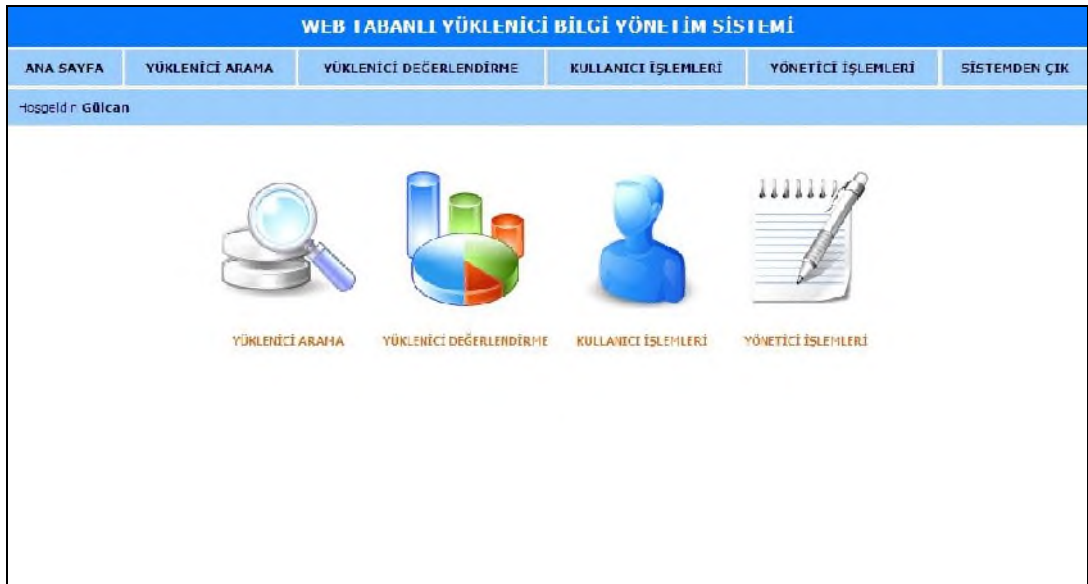 WEB TABANLI YÜKLENİCİ BİLGİ YÖNETİM SİSTEMİ
ANA SAYFA YÜKLENİCİ ARAMA YÜKLENİCİ DEĞERLENDİRME KULLANICI İŞLEMLERİ YÖNETİCİ İŞLEMLERİ SİSTEMDEN ÇIK
Hoşgeldin Gülcan
YÜKLENİCİ ARAMA YÜKLENİCİ DEĞERLENDİRME KULLANICI İŞLEMLERİ YÖNETİCİ İŞLEMLERİ